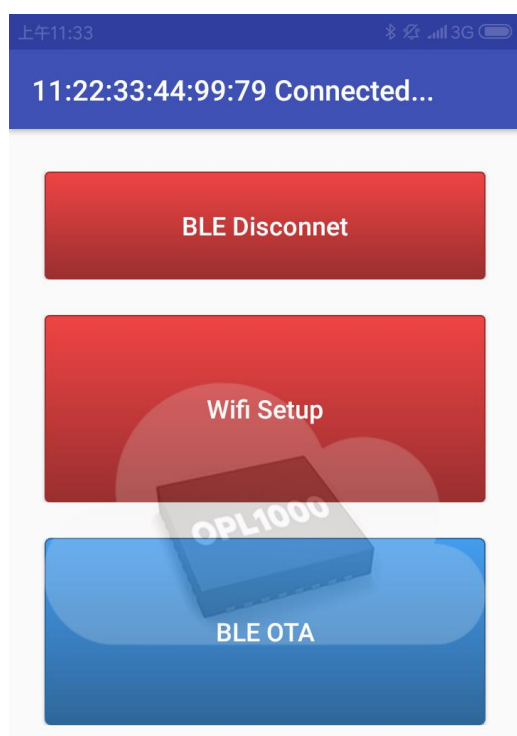 上午11:33 3G
11:22:33:44:99:79 Connected...
BLE Disconnet
Wifi Setup
OPL1000
BLE OTA